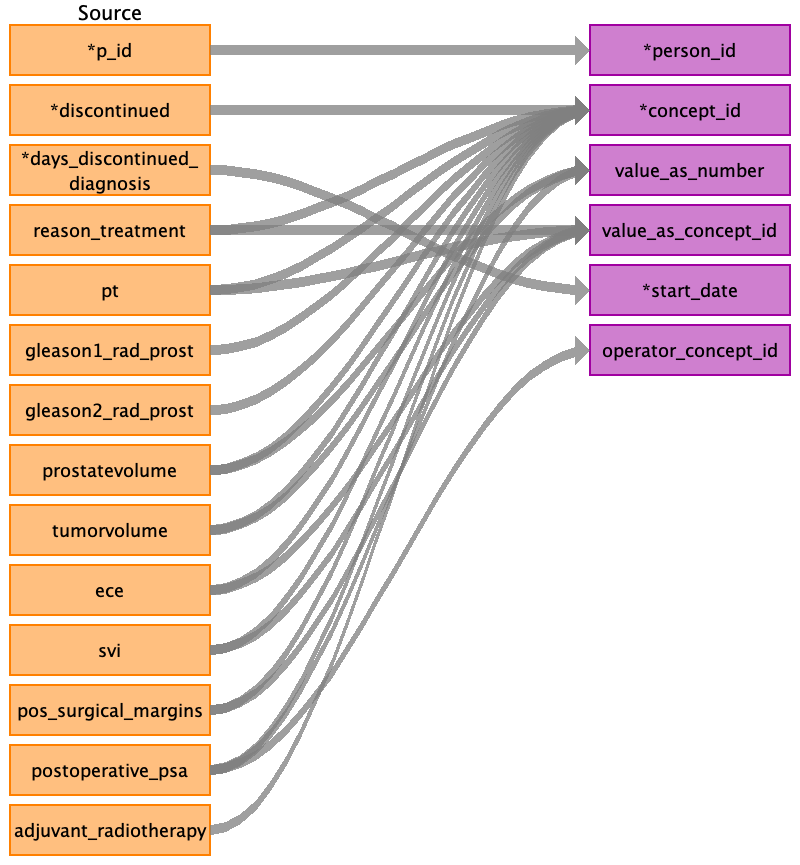 Source
*p_id
*person_id
*discontinued
*concept_id
*days_discontinued_
diagnosis
value_as_number
reason_treatment
value_as_concept_id
pt
*start_date
gleason1_rad_prost
operator_concept_id
gleason2_rad_prost
prostatevolume
tumorvolume
ece
svi
pos_surgical_margins
postoperative_psa
adjuvant_radiotherapy